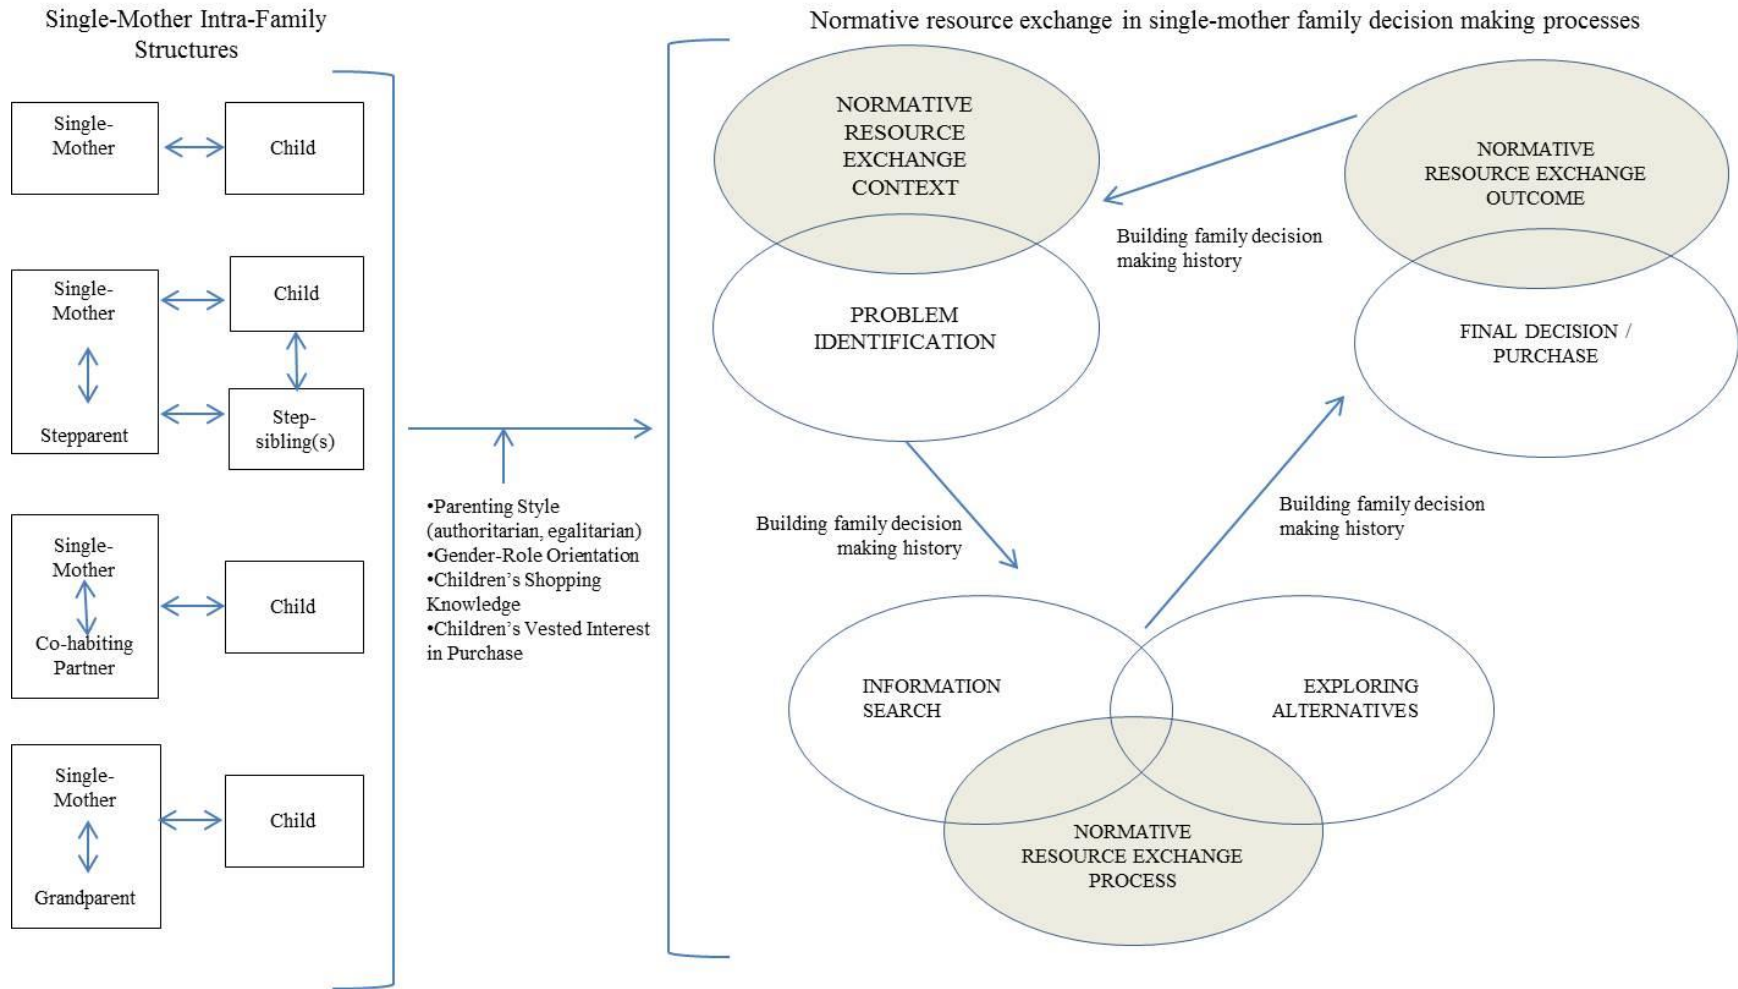 Single-Mother Intra-Family
Structures
Single-
Mother
Child
Single-
Mother
Stepparent
Child
Step-
sibling(s)
Single-
Mother
Co-habiting
Partner
Child
Single-
Mother
Grandparent
Child
•Parenting Style
(authoritarian, egalitarian)
•Gender-Role Orientation
•Children’s Shopping
Knowledge
•Children’s Vested Interest
in Purchase
Normative resource exchange in single-mother family decision making processes
NORMATIVE
RESOURCE
EXCHANGE
CONTEXT
PROBLEM
IDENTIFICATION
Building family decision
making history
INFORMATION
SEARCH
EXPLORING
ALTERNATIVES
NORMATIVE
RESOURCE EXCHANGE
PROCESS
Building family decision
making history
NORMATIVE
RESOURCE EXCHANGE
OUTCOME
FINAL DECISION /
PURCHASE
Building family decision
making history